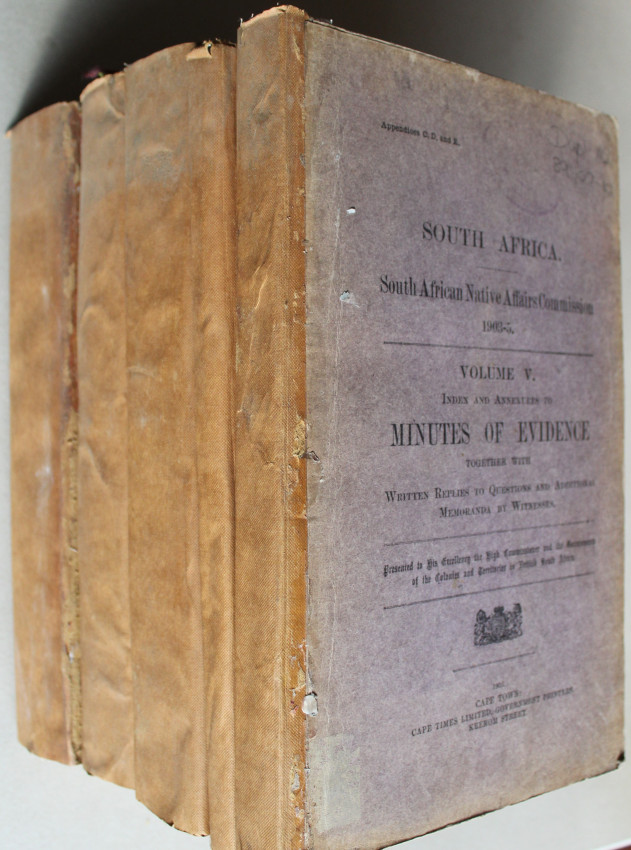 Appendices C, D, and E.
SOUTH AFRICA.
South African Native Affairs Commission
1903-5.
VOLUME V.
INDEX AND ANNEXURES TO
MINUTES OF EVIDENCE
TOGETHER WITH
WRITTEN REPLIES TO QUESTIONS AND ADDITIONAL
MEMORANDA BY WITNESSES.
Presented to His Excellency the High Commissioner and the Governments
of the Colonies and Territories in British South Africa.
CAPE TOWN:
CAPE TIMES LIMITED, GOVERNMENT PRINTERS,
KEEROM STREET.